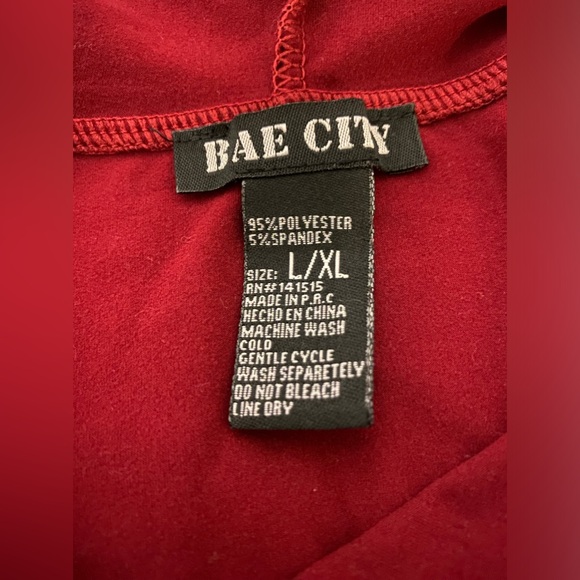 BAE CITY
95%POLYESTER
5%SPANDEX
SIZE: L/XL
RN#141515
MADE IN P.R.C
HECHO EN CHINA
MACHINE WASH
COLD
GENTLE CYCLE
WASH SEPARETELY
DO NOT BLEACH
LINE DRY